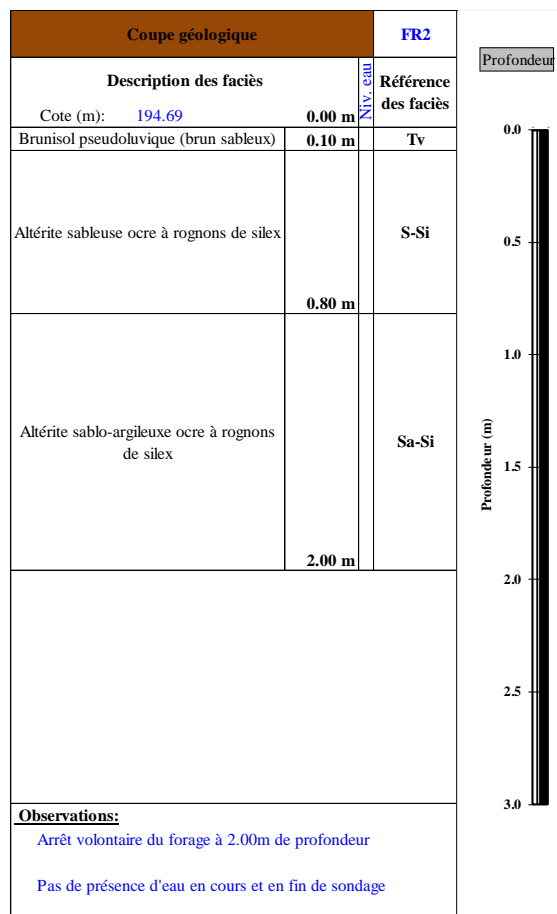 Coupe géologique FR2
Profondeur
Description des faciès Niv. eau Référence des faciès
Cote (m): 194.69 0.00 m
Brunisol pseudoluvique (brun sableux) 0.10 m Tv
Altérite sableuse ocre à rognons de silex S-Si
0.80 m
Altérite sablo-argileuxe ocre à rognons
de silex
Sa-Si
2.00 m
0.0
0.5
1.0
1.5
2.0
2.5
3.0
Profondeur (m)
Observations:
Arrêt volontaire du forage à 2.00m de profondeur
Pas de présence d'eau en cours et en fin de sondage